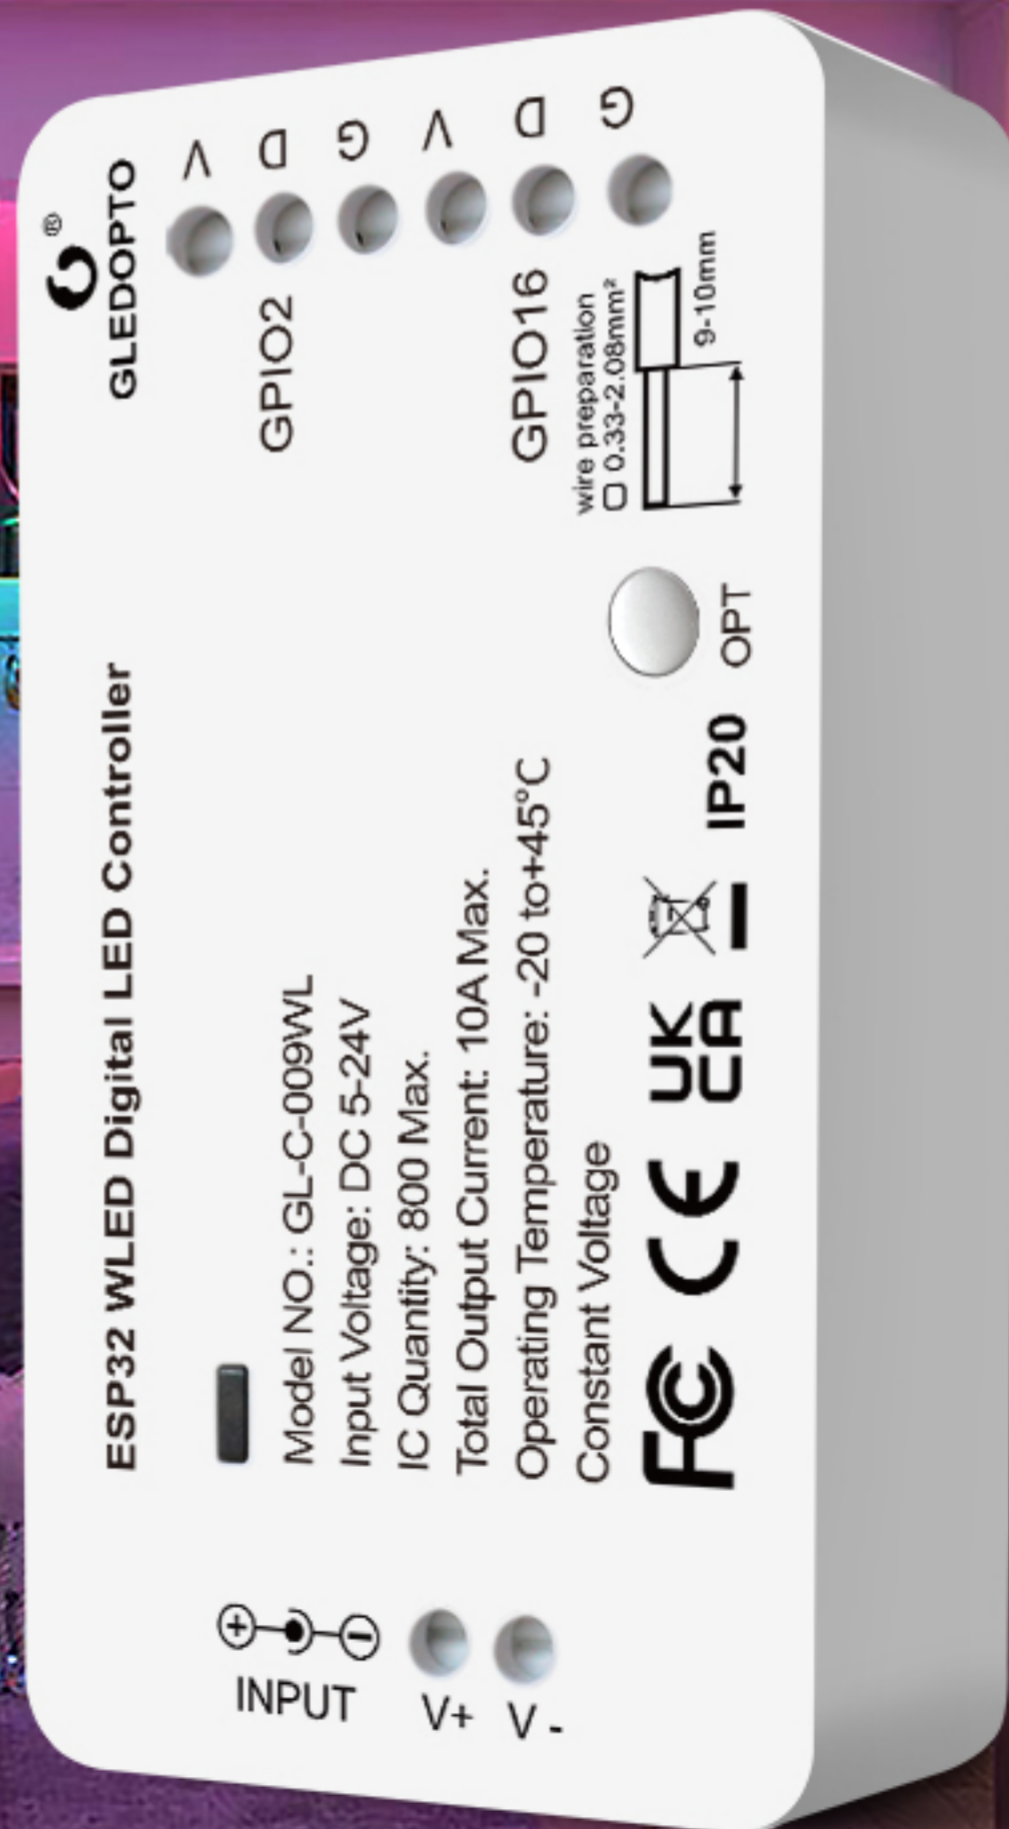 GLEDOPTO
®
ESP32 WLED Digital LED Controller
V
D
G
V
D
G
GPIO2
GPIO16
wire preparation
0.33-2.08mm²
9-10mm
Model NO.: GL-C-009WL
Input Voltage: DC 5-24V
IC Quantity: 800 Max.
Total Output Current: 10A Max.
Operating Temperature: -20 to+45°C
Constant Voltage
FC CE UK
CA
IP20
OPT
INPUT
V+
V -